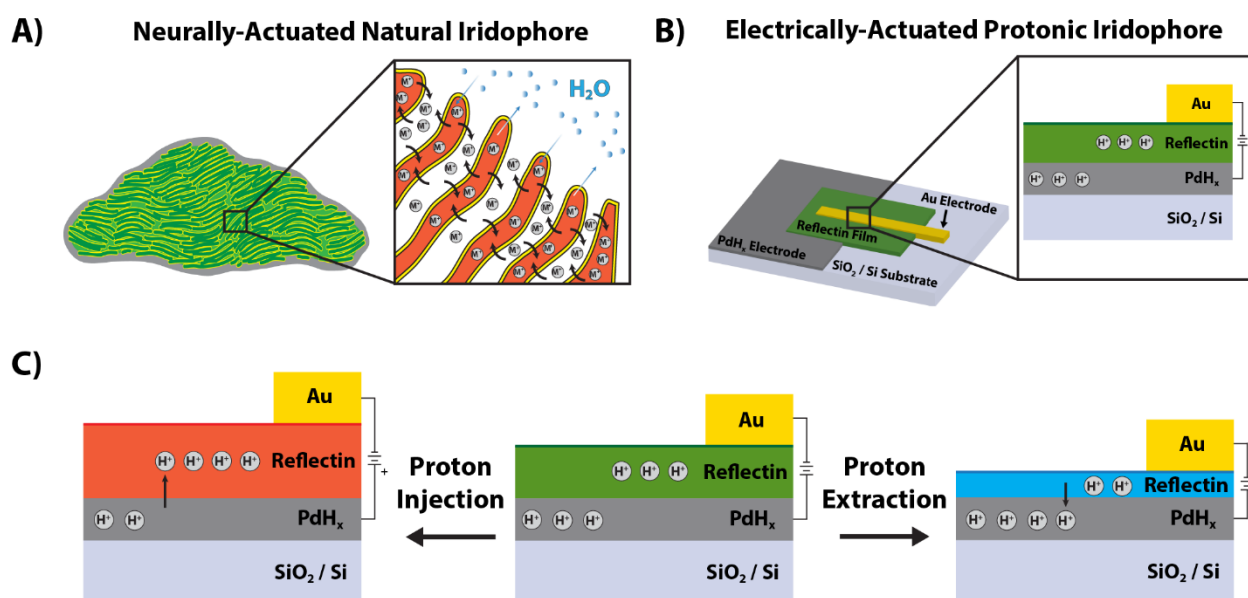 A) Neurally-Actuated Natural Iridophore
M⁺ M⁺ M⁺ M⁺ M⁺ M⁺ M⁺ M⁺ M⁺ M⁺ M⁺ M⁺ M⁺ M⁺ M⁺ M⁺ M⁺ M⁺ M⁺ M⁺ M⁺ M⁺ M⁺ M⁺ M⁺ M⁺ M⁺ M⁺ M⁺ M⁺
H₂O
B) Electrically-Actuated Protonic Iridophore
Au
H⁺ H⁺ H⁺ Reflectin
H⁺ H⁺ H⁺ PdHₓ
SiO₂ / Si
Au Electrode
Reflectin Film
PdHₓ Electrode
SiO₂ / Si Substrate
C)
Au
H⁺ H⁺ H⁺ H⁺ Reflectin
+
H⁺ H⁺ PdHₓ
SiO₂ / Si
Proton
Injection
Au
H⁺ H⁺ H⁺ Reflectin
H⁺ H⁺ H⁺ PdHₓ
SiO₂ / Si
Proton
Extraction
Au
H⁺ H⁺ Reflectin
H⁺ H⁺ H⁺ H⁺ PdHₓ
SiO₂ / Si